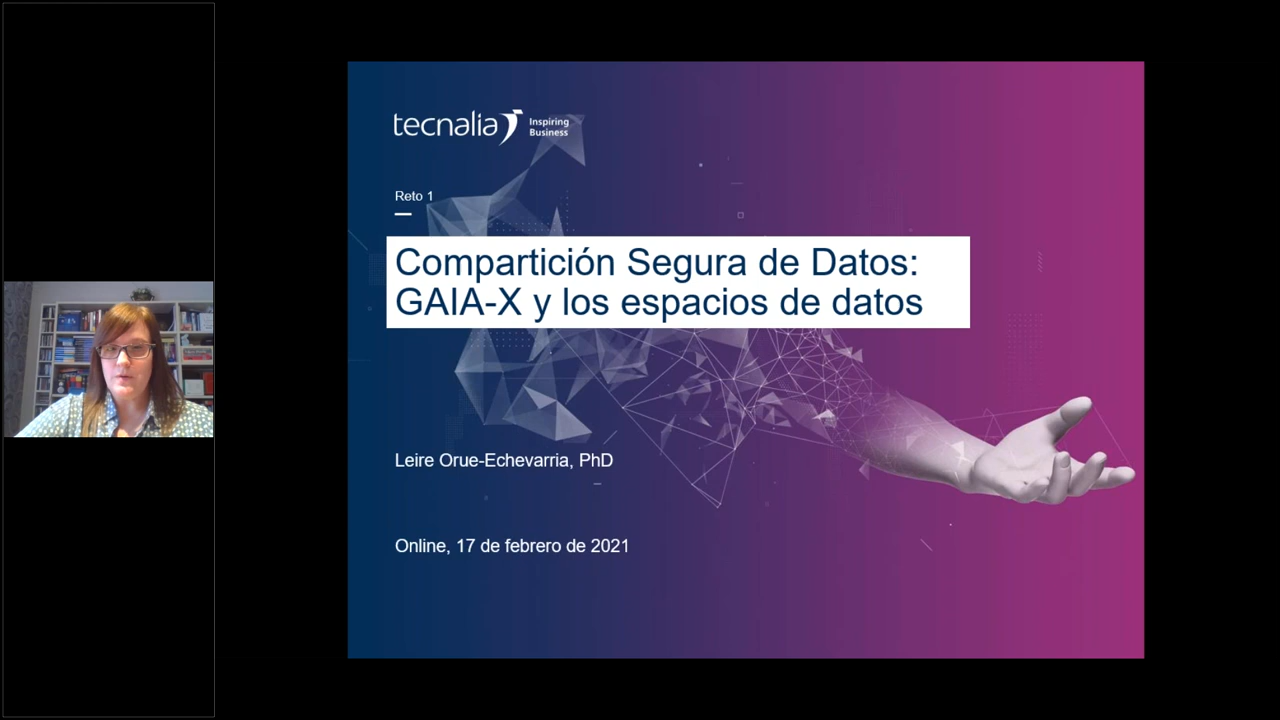 tecnalia
Inspiring
Business
Reto 1
Compartición Segura de Datos:
GAIA-X y los espacios de datos
Leire Orue-Echevarria, PhD
Online, 17 de febrero de 2021